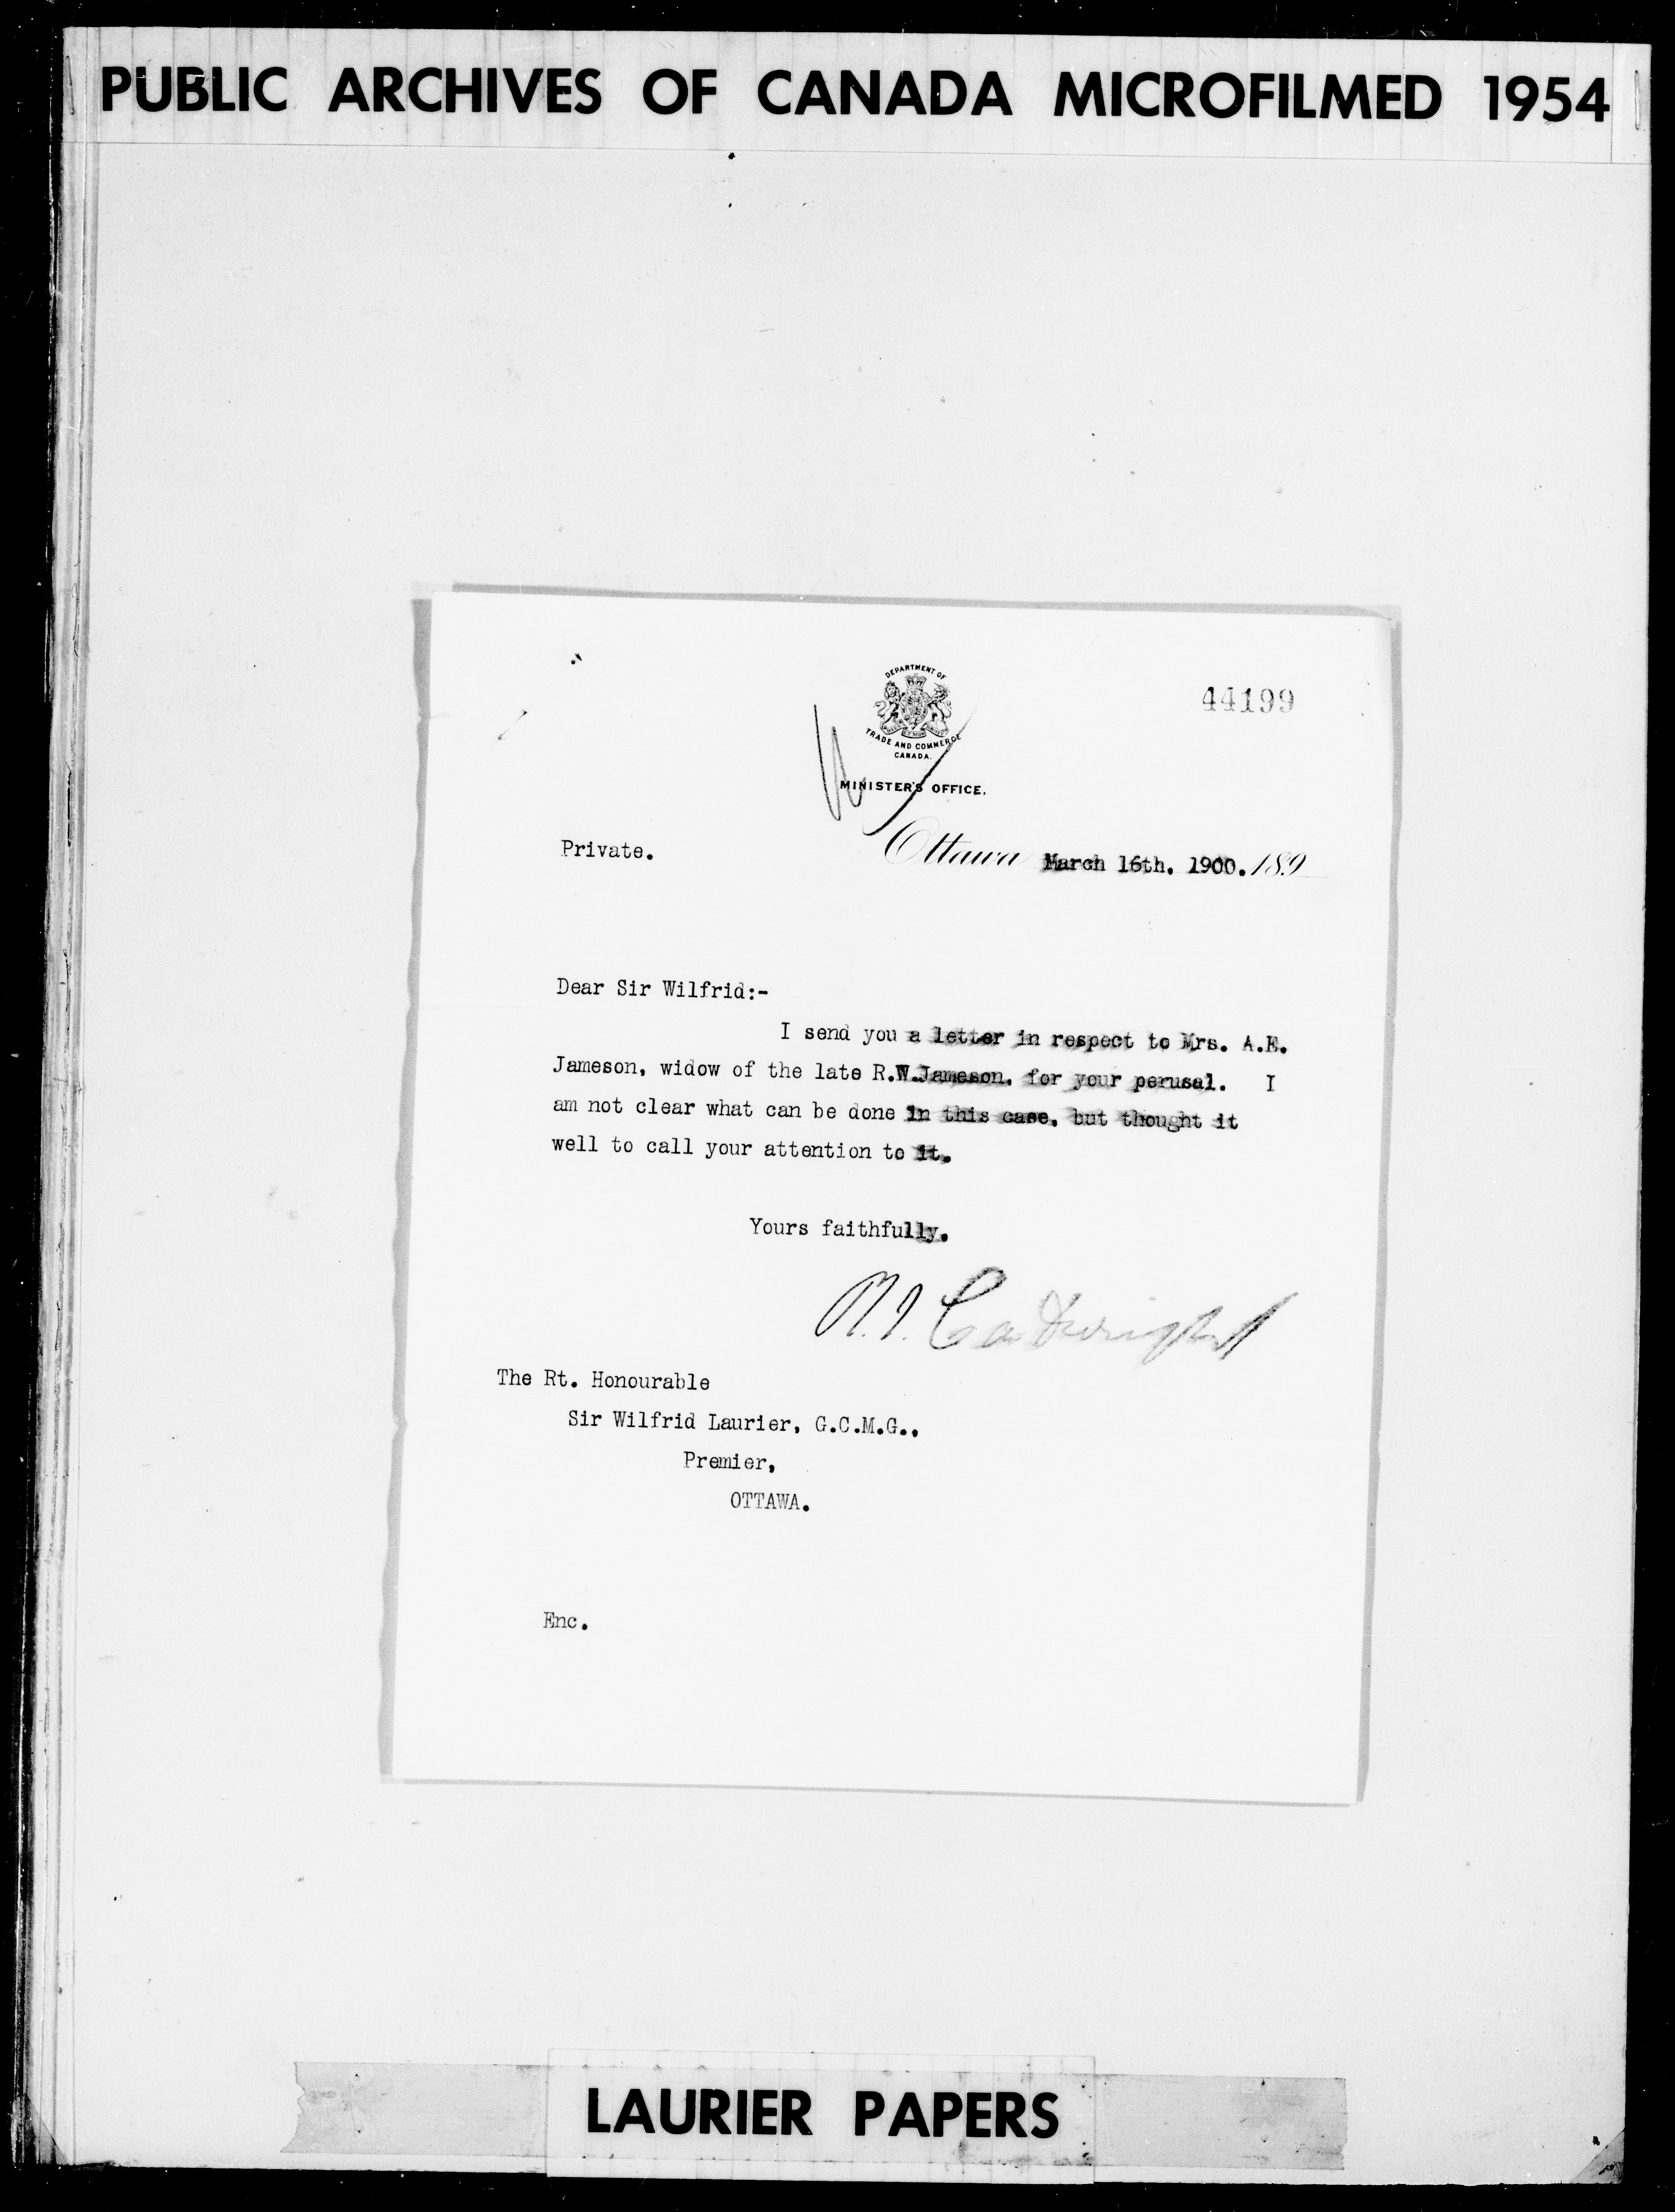 PUBLIC ARCHIVES OF CANADA MICROFILMED 1954
44199
DEPARTMENT OF
TRADE AND COMMERCE
CANADA.
MINISTER'S OFFICE.
Private.
Ottawa March 16th. 1900. 189
Dear Sir Wilfrid:-
I send you a letter in respect to Mrs. A.E.
Jameson, widow of the late R.W.Jameson, for your perusal. I
am not clear what can be done in this case, but thought it
well to call your attention to it.
Yours faithfully.
Cartwright
The Rt. Honourable
Sir Wilfrid Laurier, G.C.M.G.,
Premier,
OTTAWA.
Enc.
LAURIER PAPERS